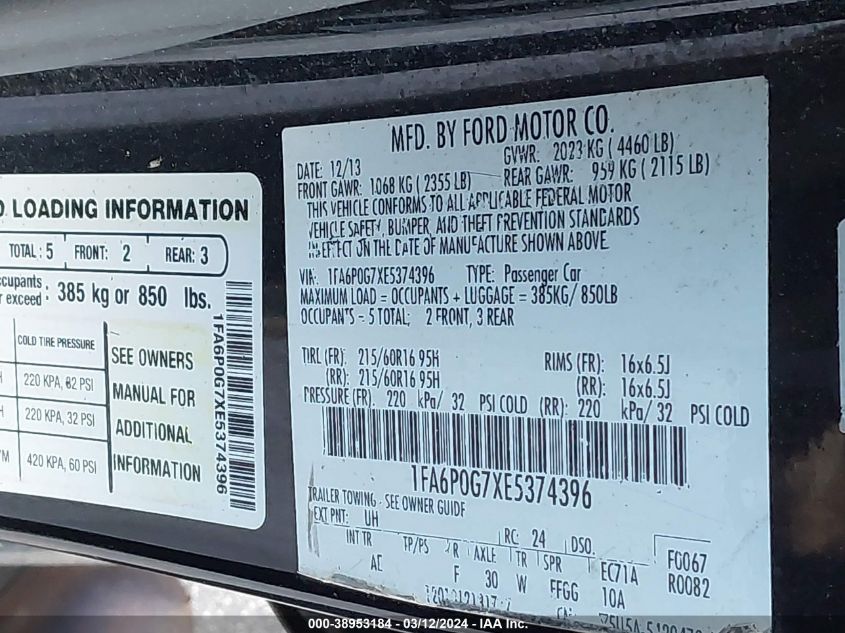 D LOADING INFORMATION
TOTAL: 5 FRONT: 2 REAR: 3
cupants
exceed : 385 kg or 850 lbs.
COLD TIRE PRESSURE
220 KPA, 32 PSI
220 KPA, 32 PSI
420 KPA, 60 PSI
SEE OWNERS
MANUAL FOR
ADDITIONAL
INFORMATION
1FA6P0G7XE5374396
MFD. BY FORD MOTOR CO.
DATE: 12/13 GVWR: 2023 KG ( 4460 LB)
FRONT GAWR: 1068 KG ( 2355 LB) REAR GAWR: 959 KG ( 2115 LB)
THIS VEHICLE CONFORMS TO ALL APPLICABLE FEDERAL MOTOR
VEHICLE SAFETY, BUMPER, AND THEFT PREVENTION STANDARDS
IN EFFECT ON THE DATE OF MANUFACTURE SHOWN ABOVE.
VIN: 1FA6P0G7XE5374396 TYPE: Passenger Car
MAXIMUM LOAD = OCCUPANTS + LUGGAGE = 385KG/ 850LB
OCCUPANTS - 5 TOTAL; 2 FRONT, 3 REAR
TIRE (FR): 215/60R16 95H RIMS (FR): 16x6.5J
(RR): 215/60R16 95H (RR): 16x6.5J
PRESSURE (FR): 220 kPa/ 32 PSI COLD (RR): 220 kPa/ 32 PSI COLD
1FA6P0G7XE5374396
TRAILER TOWING - SEE OWNER GUIDE
EXT PNT: UH RC: 24 DSO:
INT TR TP/PS R AXLE TR SPR EC71A FC067
AE F 30 W FFGG 10A R0082
000-38953184 - 03/12/2024 - IAA Inc.